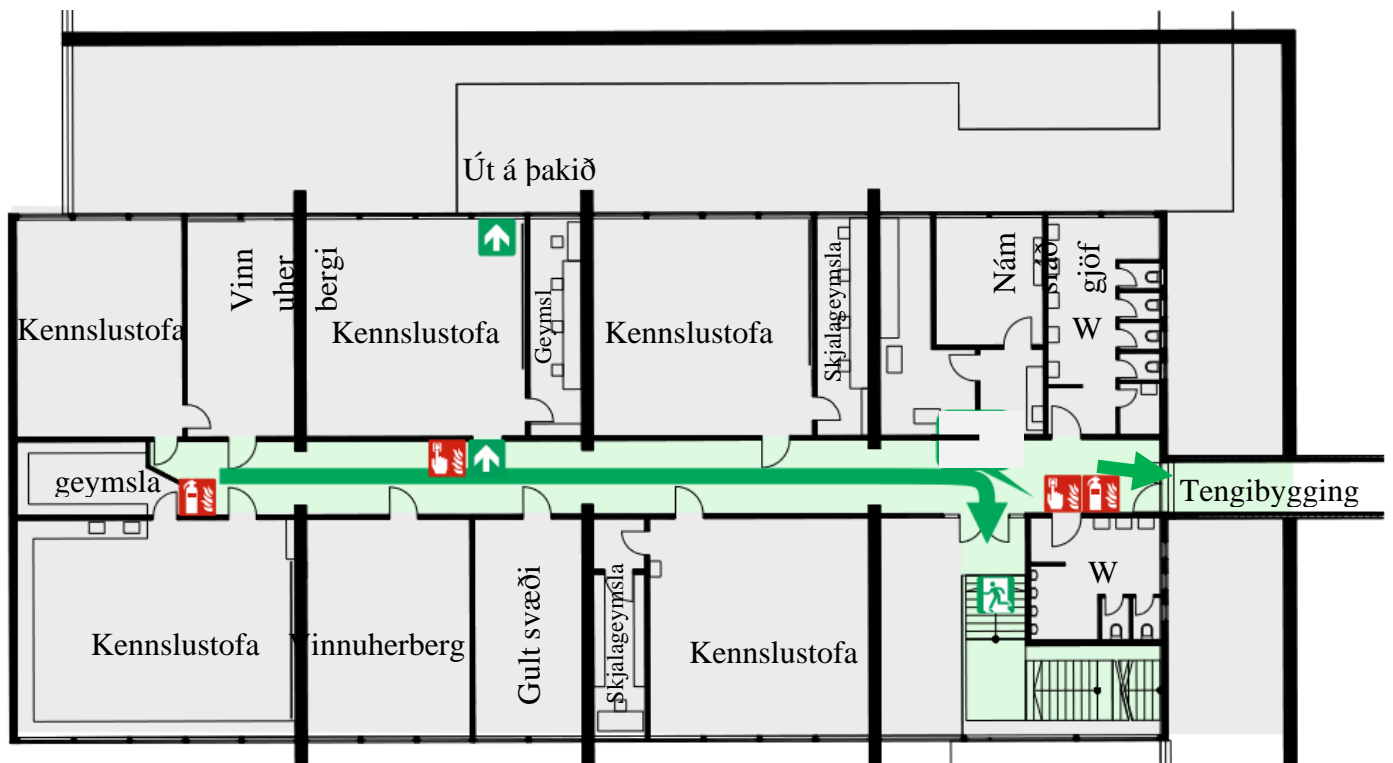 Út á þakið
Vinn
uher
bergi
Nám
gjöf
Kennslustofa
Kennslustofa
Geymsl
Kennslustofa
Skjalageymsla
W
geymsla
Tengibygging
Kennslustofa
Vinnuherberg
Gult svæði
Skjalageymsla
Kennslustofa
W